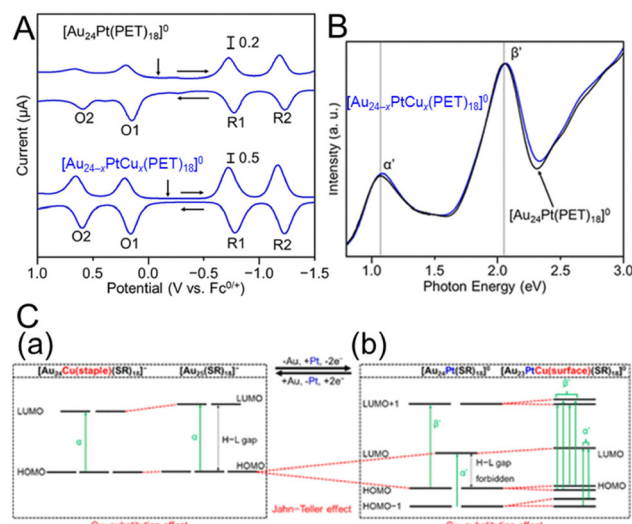 A
[Au24Pt(PET)18]0
0.2
O2 O1 R1 R2
[Au24–xPtCux(PET)18]0
0.5
O2 O1 R1 R2
Current (µA)
1.0 0.5 0.0 -0.5 -1.0 -1.5
Potential (V vs. Fc0/+)
B
β'
[Au24–xPtCux(PET)18]0
α'
[Au24Pt(PET)18]0
Intensity (a. u.)
1.0 1.5 2.0 2.5 3.0
Photon Energy (eV)
C
(a)
(b)
[Au24Cu(staple)(SR)18]–
[Au25(SR)18]–
-Au, +Pt, -2e-
+Au, -Pt, +2e-
[Au24Pt(SR)18]0
[Au23PtCu(surface)(SR)18]0
LUMO
LUMO
α
α
H–L gap
HOMO
HOMO
Jahn–Teller effect
LUMO+1
β'
β'
LUMO
LUMO
α'
α'
H–L gap
forbidden
HOMO
HOMO
HOMO−1